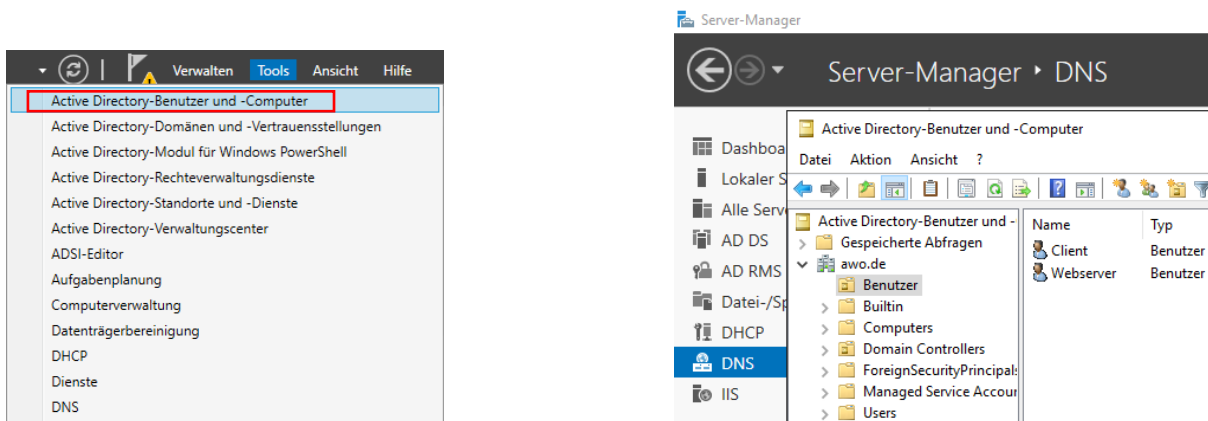 Verwalten Tools Ansicht Hilfe
Active Directory-Benutzer und -Computer
Active Directory-Domänen und -Vertrauensstellungen
Active Directory-Modul für Windows PowerShell
Active Directory-Rechteverwaltungsdienste
Active Directory-Standorte und -Dienste
Active Directory-Verwaltungscenter
ADSI-Editor
Aufgabenplanung
Computerverwaltung
Datenträgerbereinigung
DHCP
Dienste
DNS
Server-Manager
Server-Manager DNS
Dashboa
Lokaler S
Alle Serv
AD DS
AD RMS
Datei-/Sp
DHCP
DNS
IIS
Active Directory-Benutzer und -Computer
Datei Aktion Ansicht ?
Active Directory-Benutzer und -
Gespeicherte Abfragen
awo.de
Benutzer
Builtin
Computers
Domain Controllers
ForeignSecurityPrincipals
Managed Service Accour
Users
Name Typ
Client Benutzer
Webserver Benutzer